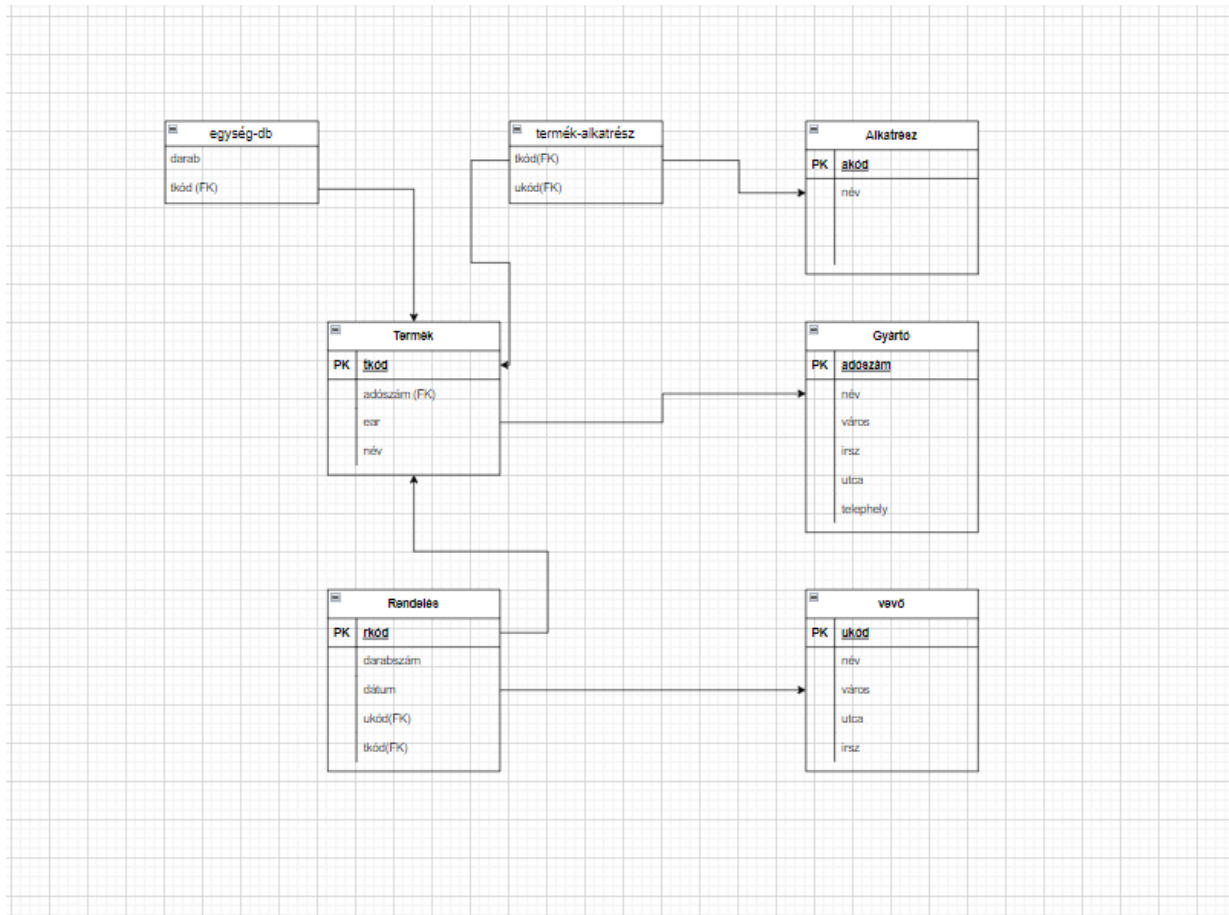 egység-db
darab
tkód (FK)
termék-alkatrész
tkód(FK)
ukód(FK)
Alkatrész
PK akód
név
Termék
PK tkód
adószám (FK)
ear
név
Gyártó
PK adószám
név
város
irsz
utca
telephely
Rendelés
PK rkód
darabszám
dátum
ukód(FK)
tkód(FK)
vevő
PK ukód
név
város
utca
irsz